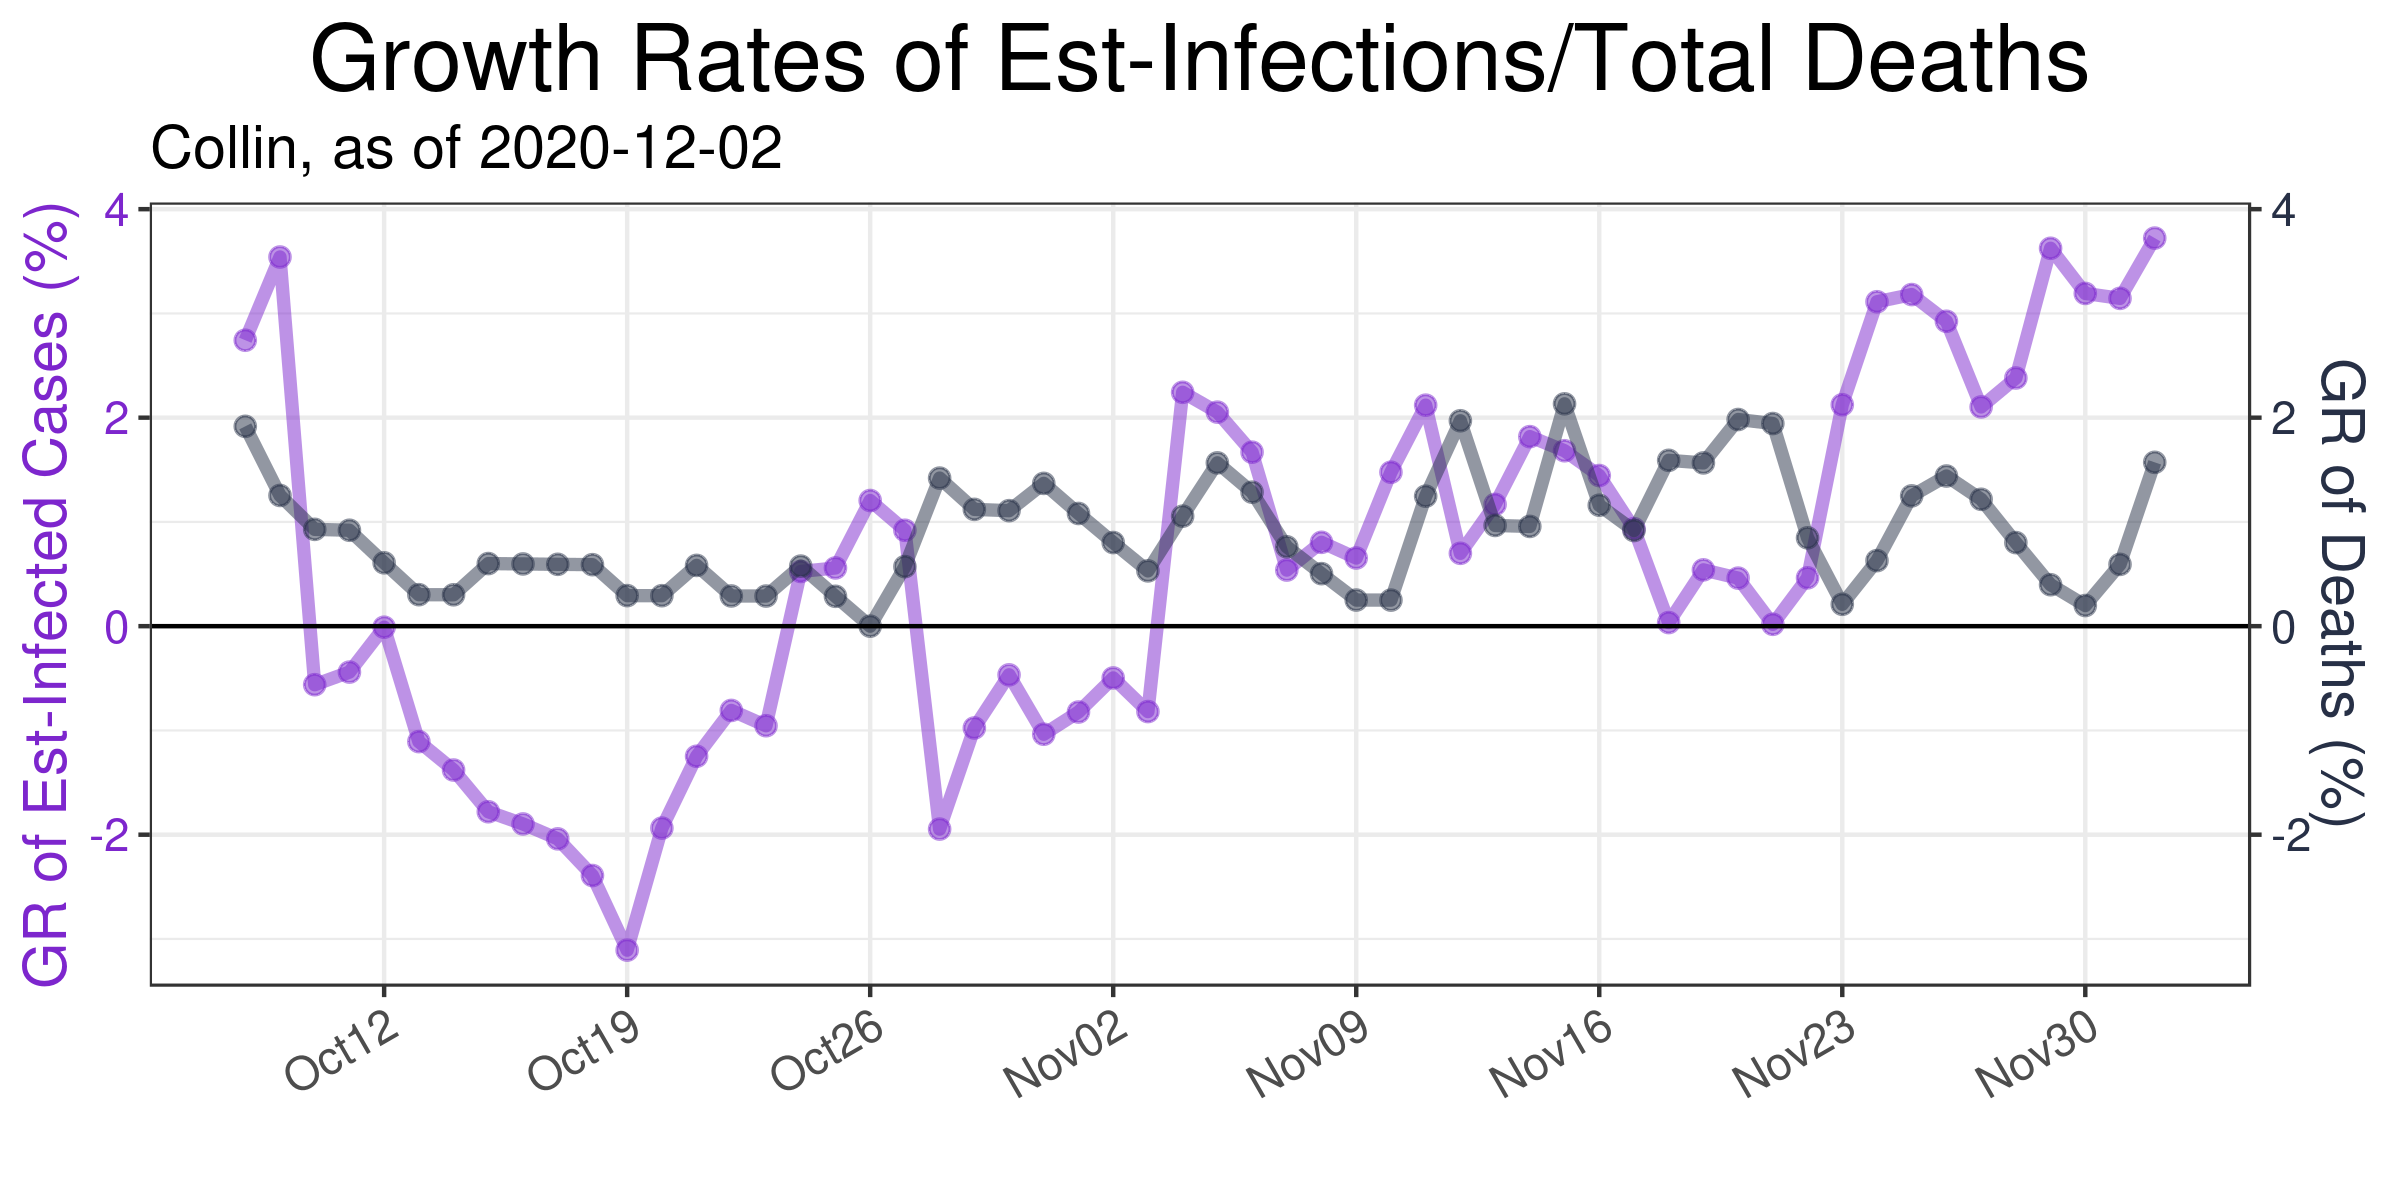 Growth Rates of Est-Infections/Total Deaths
Collin, as of 2020-12-02
GR of Est-Infected Cases (%)
4
2
0
-2
4
2
0
-2
GR of Deaths (%)
Oct12
Oct19
Oct26
Nov02
Nov09
Nov16
Nov23
Nov30